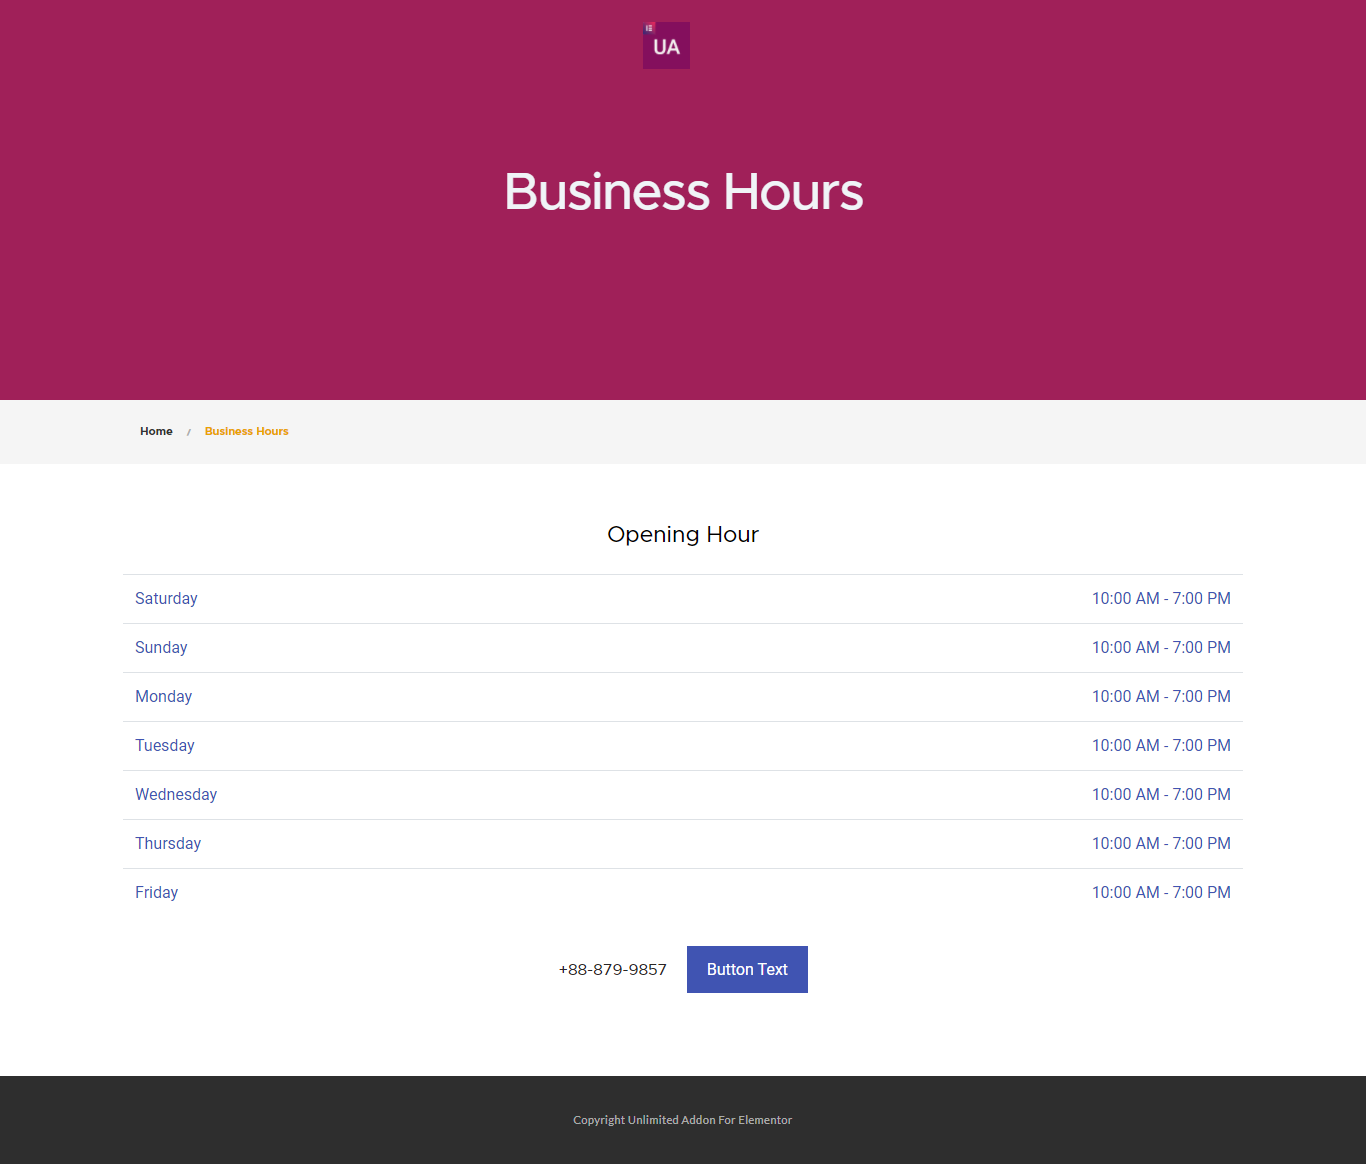 UA
Business Hours
Home / Business Hours
Opening Hour
Saturday 10:00 AM - 7:00 PM
Sunday 10:00 AM - 7:00 PM
Monday 10:00 AM - 7:00 PM
Tuesday 10:00 AM - 7:00 PM
Wednesday 10:00 AM - 7:00 PM
Thursday 10:00 AM - 7:00 PM
Friday 10:00 AM - 7:00 PM
+88-879-9857 Button Text
Copyright Unlimited Addon For Elementor